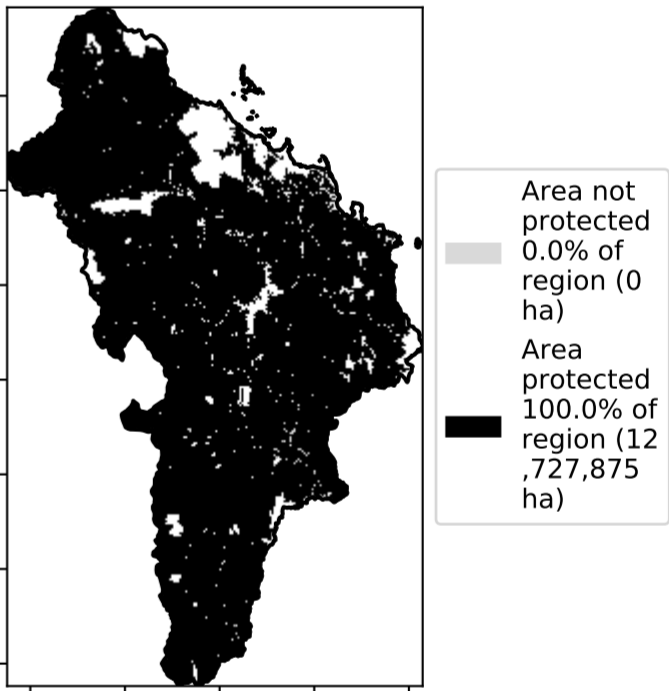 Area not
protected
0.0% of
region (0
ha)
Area
protected
100.0% of
region (12
,727,875
ha)